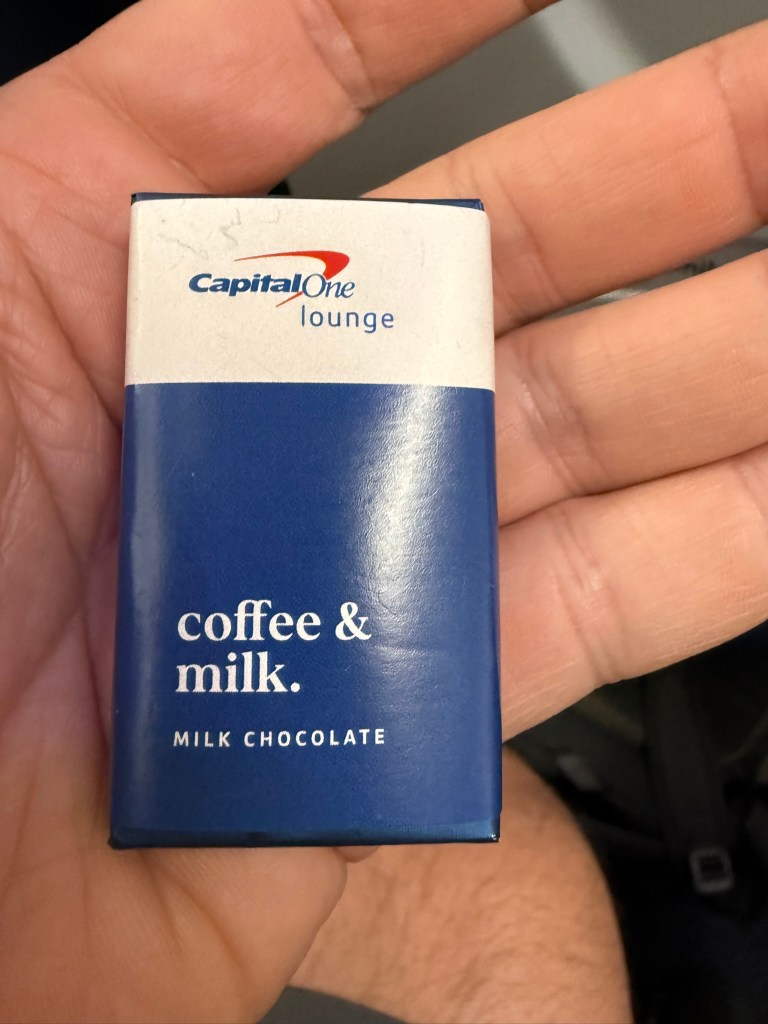 CapitalOne
lounge
coffee &
milk.
MILK CHOCOLATE